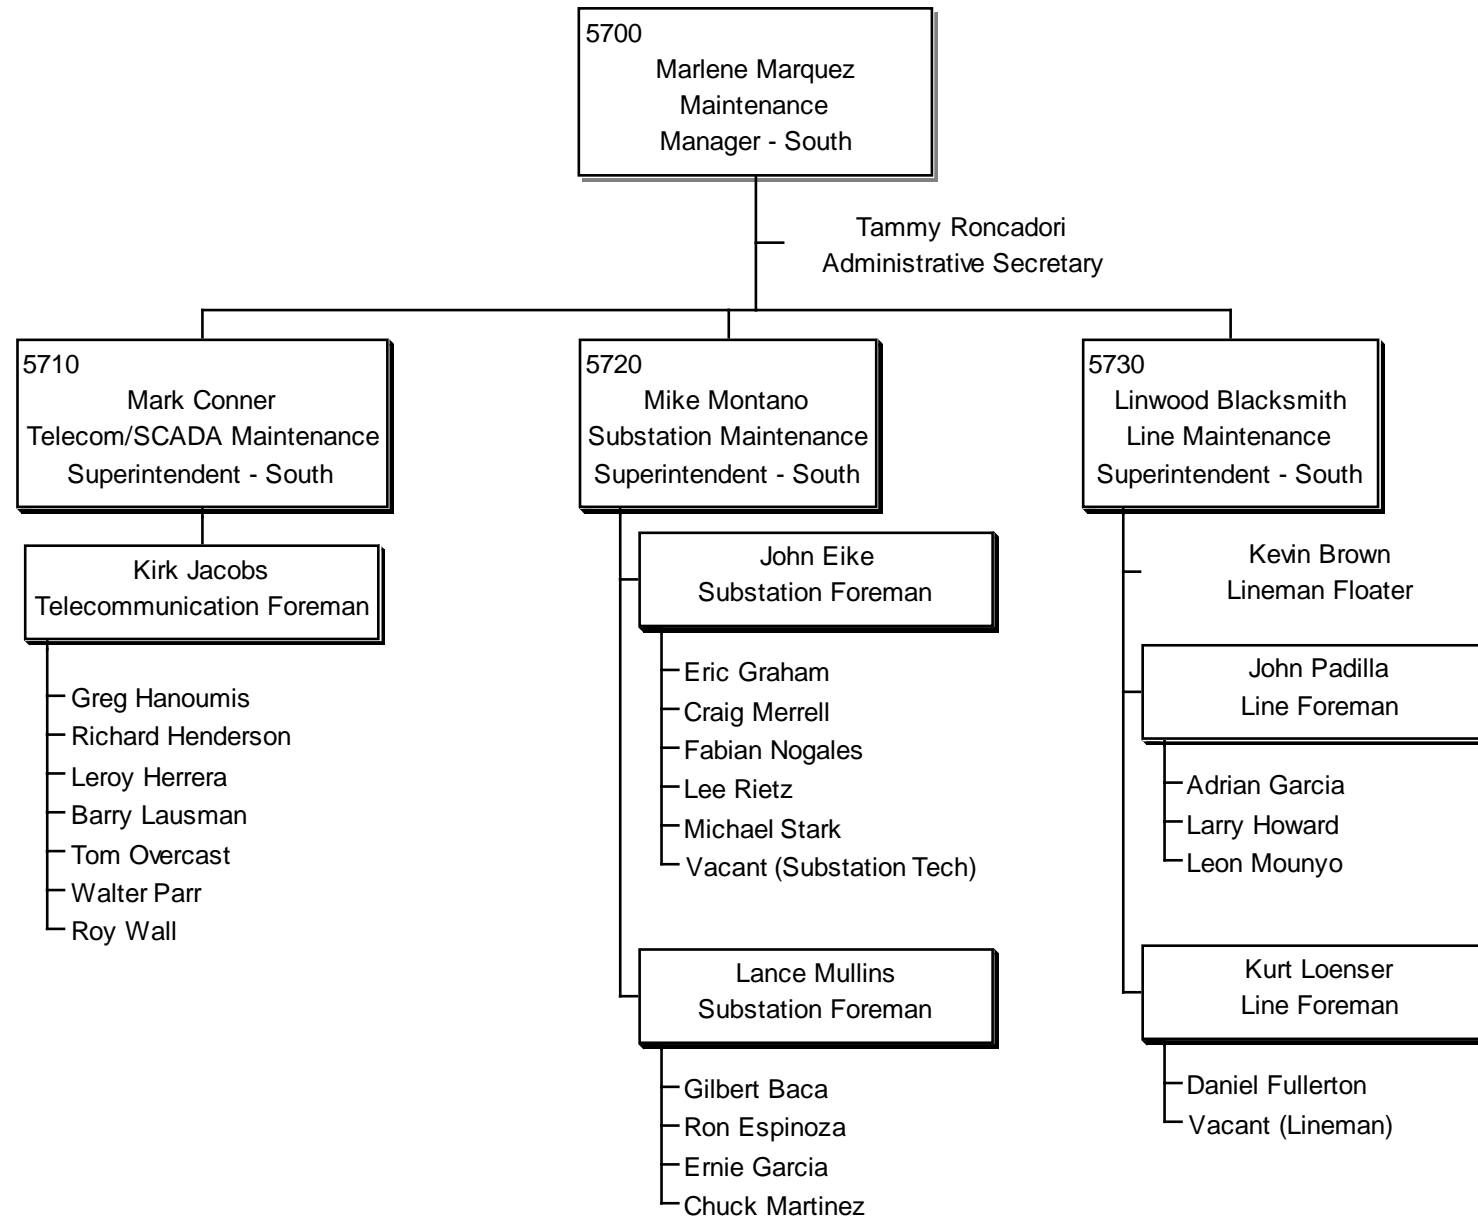 5700
Marlene Marquez
Maintenance
Manager - South
Tammy Roncadori
Administrative Secretary
5710
Mark Conner
Telecom/SCADA Maintenance
Superintendent - South
Kirk Jacobs
Telecommunication Foreman
Greg Hanoumis
Richard Henderson
Leroy Herrera
Barry Lausman
Tom Overcast
Walter Parr
Roy Wall
5720
Mike Montano
Substation Maintenance
Superintendent - South
John Eike
Substation Foreman
Eric Graham
Craig Merrell
Fabian Nogales
Lee Rietz
Michael Stark
Vacant (Substation Tech)
Lance Mullins
Substation Foreman
Gilbert Baca
Ron Espinoza
Ernie Garcia
Chuck Martinez
5730
Linwood Blacksmith
Line Maintenance
Superintendent - South
Kevin Brown
Lineman Floater
John Padilla
Line Foreman
Adrian Garcia
Larry Howard
Leon Mounyo
Kurt Loenser
Line Foreman
Daniel Fullerton
Vacant (Lineman)